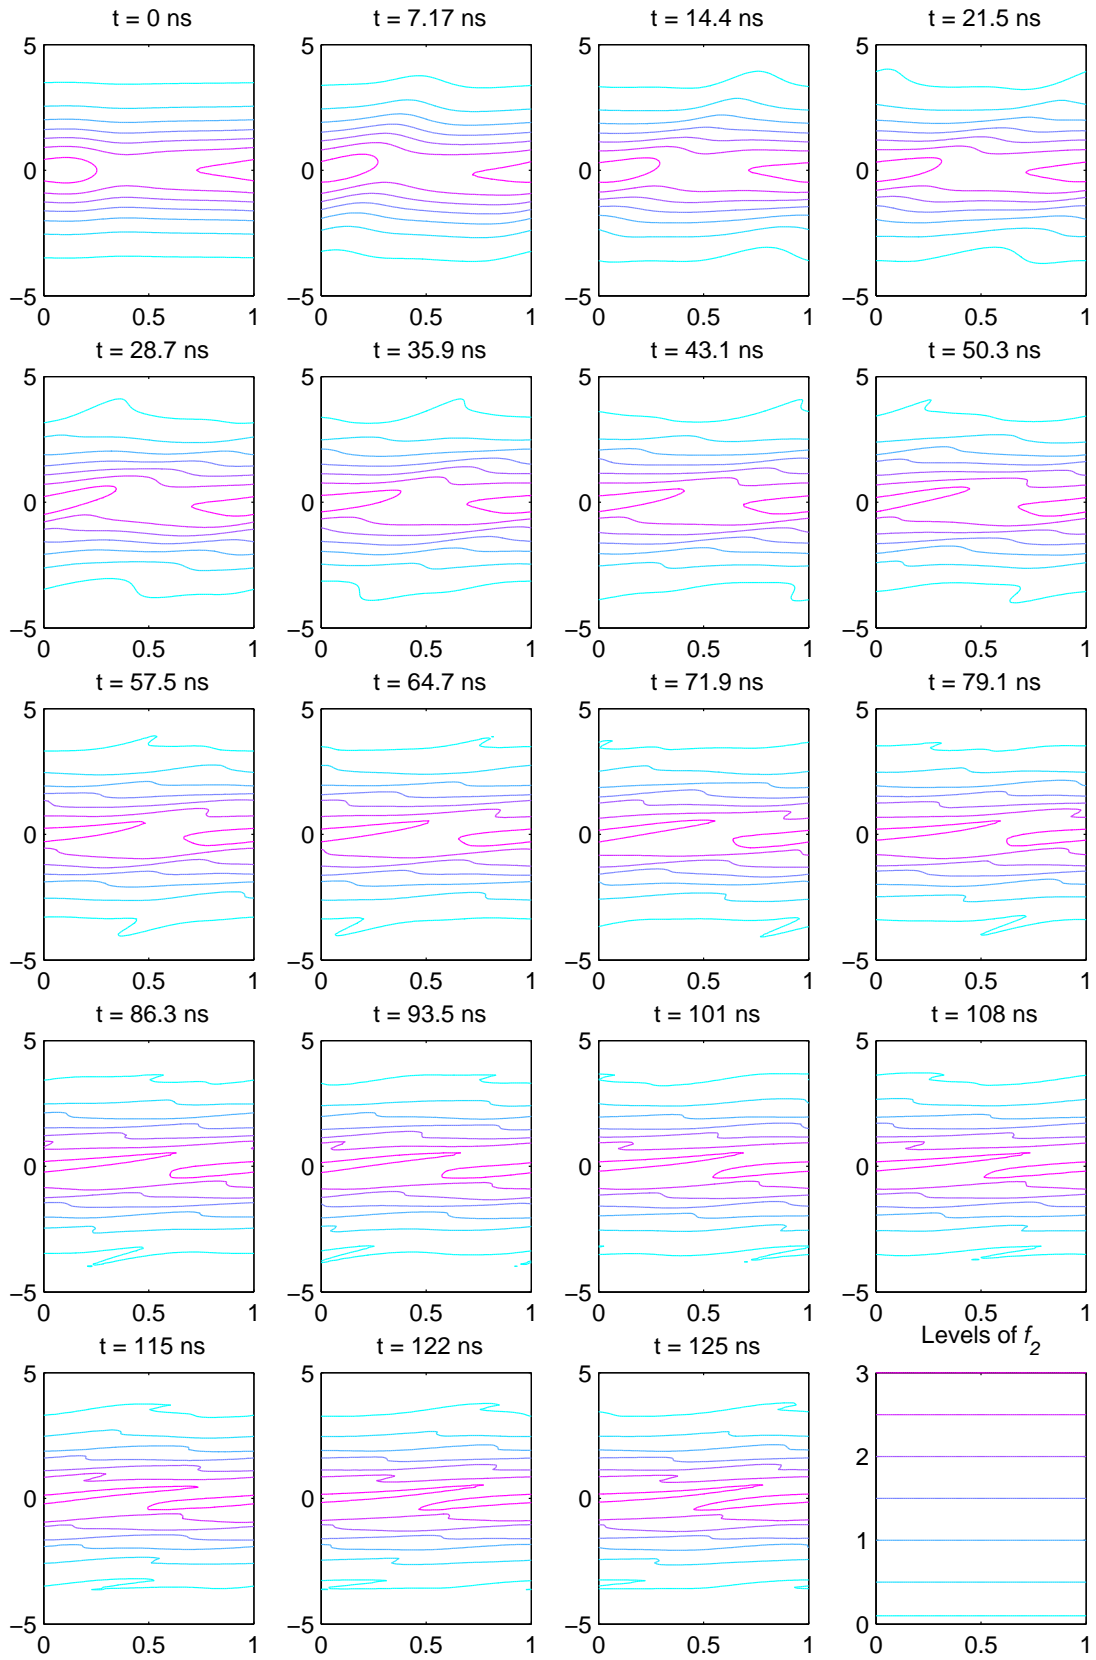 t = 0 ns t = 7.17 ns t = 14.4 ns t = 21.5 ns
5 5 5 5
0 0 0 0
−5 −5 −5 −5
0 0.5 1 0 0.5 1 0 0.5 1 0 0.5 1
t = 28.7 ns t = 35.9 ns t = 43.1 ns t = 50.3 ns
5 5 5 5
0 0 0 0
−5 −5 −5 −5
0 0.5 1 0 0.5 1 0 0.5 1 0 0.5 1
t = 57.5 ns t = 64.7 ns t = 71.9 ns t = 79.1 ns
5 5 5 5
0 0 0 0
−5 −5 −5 −5
0 0.5 1 0 0.5 1 0 0.5 1 0 0.5 1
t = 86.3 ns t = 93.5 ns t = 101 ns t = 108 ns
5 5 5 5
0 0 0 0
−5 −5 −5 −5
0 0.5 1 0 0.5 1 0 0.5 1 0 0.5 1
t = 115 ns t = 122 ns t = 125 ns Levels of f2
5 5 5 3
2
0 0 0
1
−5 −5 −5 0
0 0.5 1 0 0.5 1 0 0.5 1 0 0.5 1